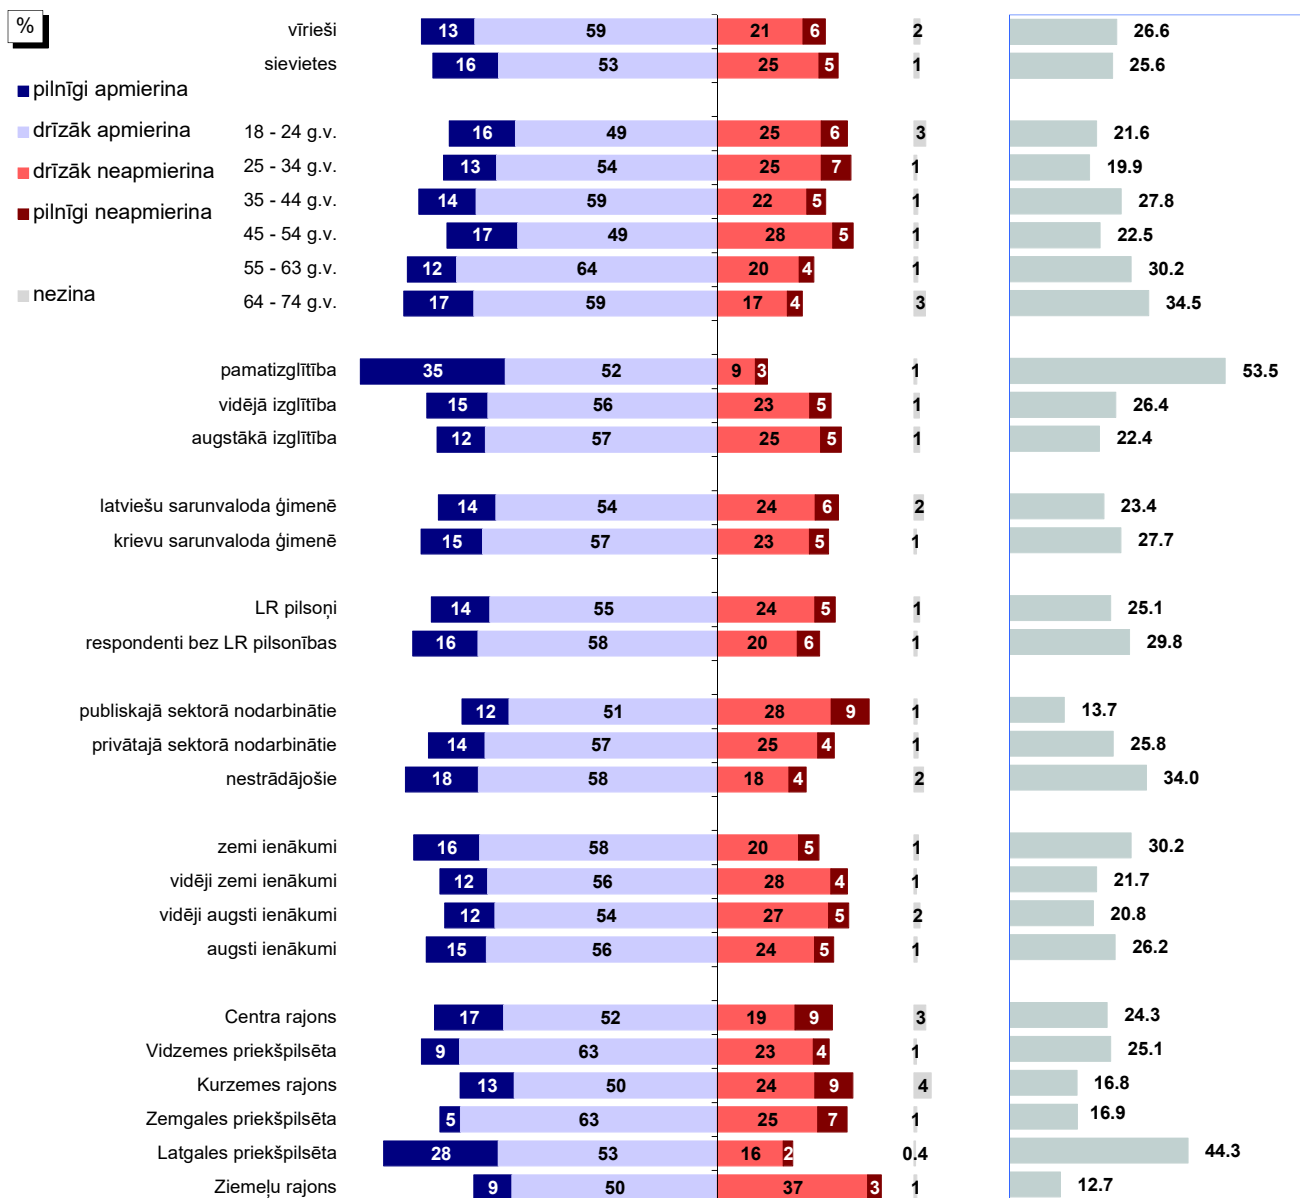 %
pilnīgi apmierina
drīzāk apmierina
drīzāk neapmierina
pilnīgi neapmierina
nezina
vīrieši 13 59 21 6 2 26.6
sievietes 16 53 25 5 1 25.6
18 - 24 g.v. 16 49 25 6 3 21.6
25 - 34 g.v. 13 54 25 7 1 19.9
35 - 44 g.v. 14 59 22 5 1 27.8
45 - 54 g.v. 17 49 28 5 1 22.5
55 - 63 g.v. 12 64 20 4 1 30.2
64 - 74 g.v. 17 59 17 4 3 34.5
pamatizglītība 35 52 9 3 1 53.5
vidējā izglītība 15 56 23 5 1 26.4
augstākā izglītība 12 57 25 5 1 22.4
latviešu sarunvaloda ģimenē 14 54 24 6 2 23.4
krievu sarunvaloda ģimenē 15 57 23 5 1 27.7
LR pilsoņi 14 55 24 5 1 25.1
respondenti bez LR pilsonības 16 58 20 6 1 29.8
publiskajā sektorā nodarbinātie 12 51 28 9 1 13.7
privātajā sektorā nodarbinātie 14 57 25 4 1 25.8
nestrādājošie 18 58 18 4 2 34.0
zemi ienākumi 16 58 20 5 1 30.2
vidēji zemi ienākumi 12 56 28 4 1 21.7
vidēji augsti ienākumi 12 54 27 5 2 20.8
augsti ienākumi 15 56 24 5 1 26.2
Centra rajons 17 52 19 9 3 24.3
Vidzemes priekšpilsēta 9 63 23 4 1 25.1
Kurzemes rajons 13 50 24 9 4 16.8
Zemgales priekšpilsēta 5 63 25 7 1 16.9
Latgales priekšpilsēta 28 53 16 2 0.4 44.3
Ziemeļu rajons 9 50 37 3 1 12.7